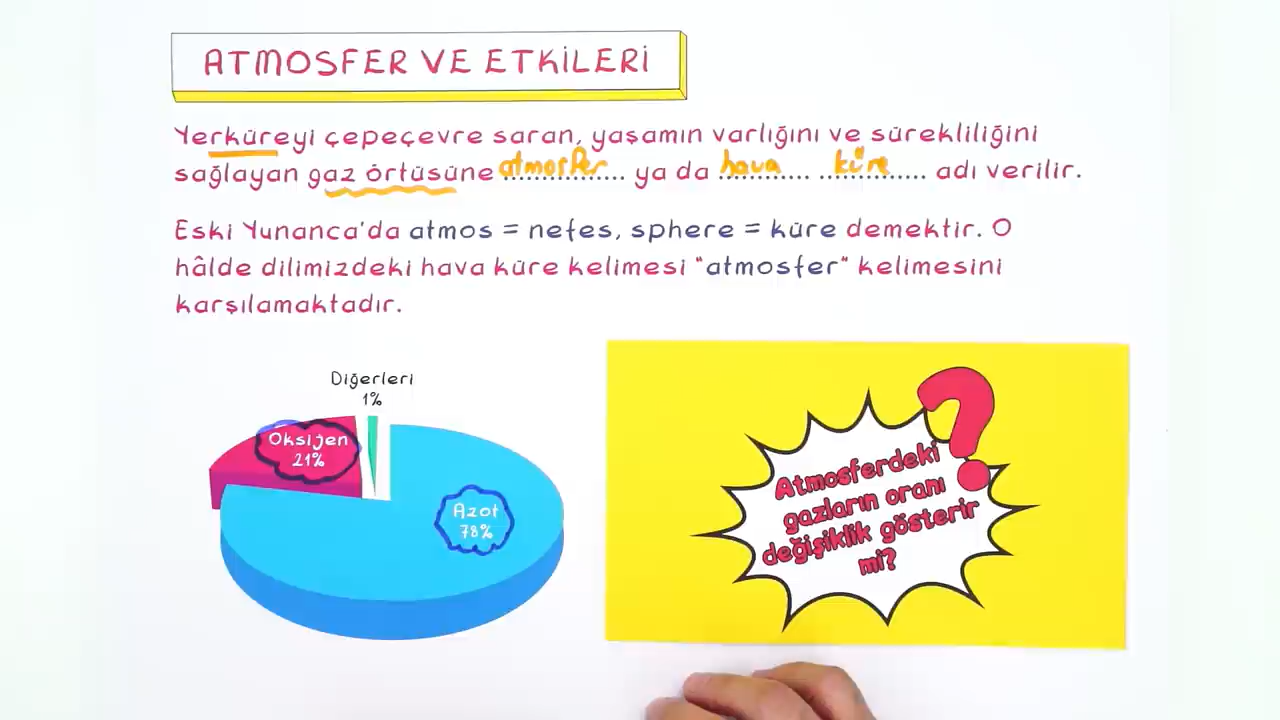 ATMOSFER VE ETKİLERİ
Yerküreyi çepeçevre saran, yaşamın varlığını ve sürekliliğini
sağlayan gaz örtüsüne atmosfer ya da hava küre adı verilir.
Eski Yunanca'da atmos = nefes, sphere = küre demektir. O
hâlde dilimizdeki hava küre kelimesi "atmosfer" kelimesini
karşılamaktadır.
Diğerleri
1%
Oksijen
21%
Azot
78%
?
Atmosferdeki
gazların oranı
değişiklik gösterir
mi?